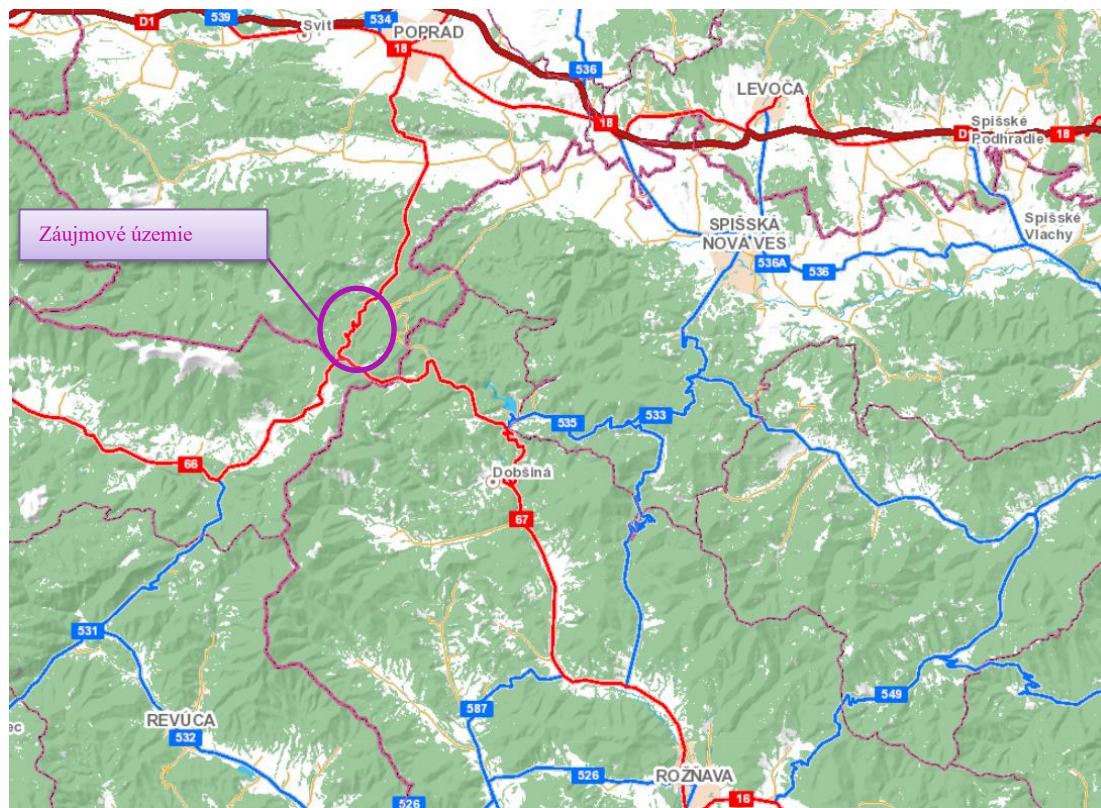 D1
539
Svit
534
POPRAD
18
536
18
LEVOČA
Spišské
Podhradie
18
Záujmové územie
SPIŠSKÁ
NOVÁ VES
Spišské
Vlachy
536A
536
66
535
533
Dobšiná
67
531
REVÚCA
532
587
549
526
ROŽŇAVA
526
16